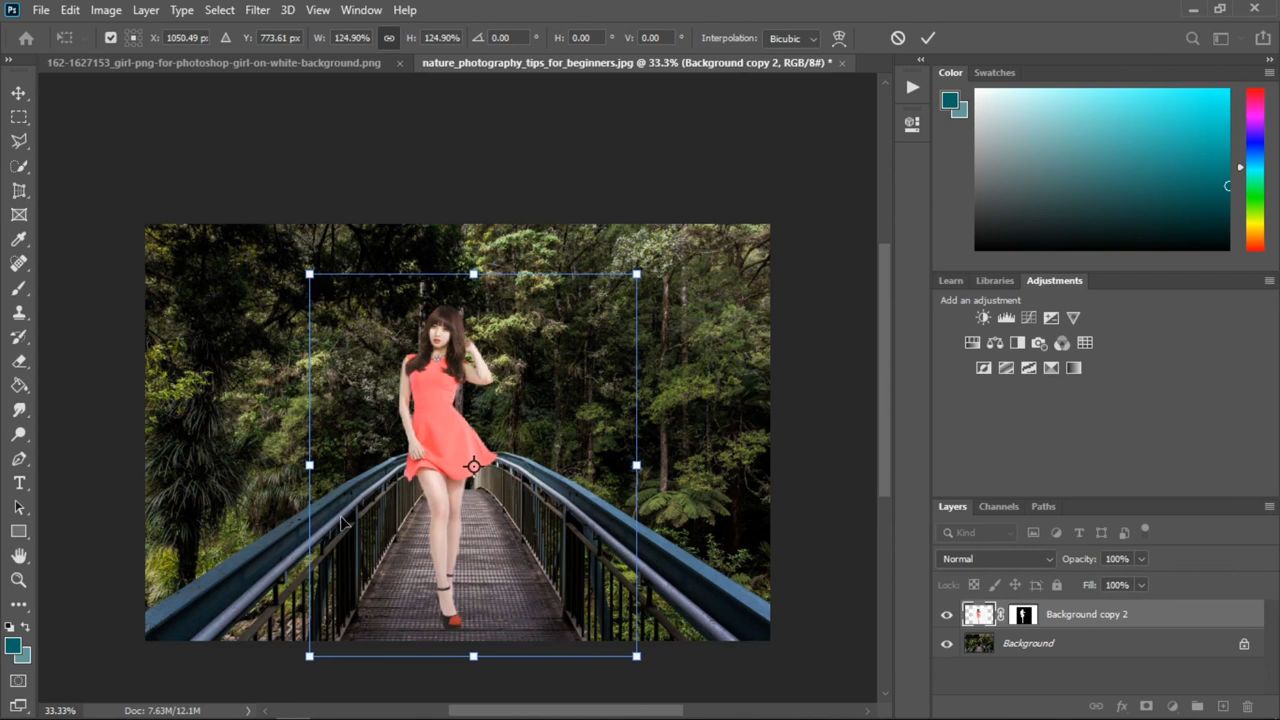 Ps File Edit Image Layer Type Select Filter 3D View Window Help
X: 1050.49 px Y: 773.61 px W: 124.90% H: 124.90% 0.00 ° H: 0.00 ° V: 0.00 ° Interpolation: Bicubic
162-1627153_girl-png-for-photoshop-girl-on-white-background.png × nature_photography_tips_for_beginners.jpg @ 33.3% (Background copy 2, RGB/8#) * ×
Color Swatches
Learn Libraries Adjustments
Add an adjustment
Layers Channels Paths
Kind
Normal Opacity: 100%
Lock: Fill: 100%
Background copy 2
Background
33.33% Doc: 7.63M/12.1M